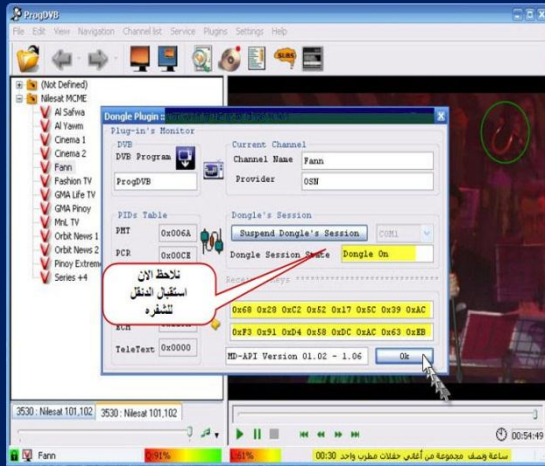 ProgDVB
File Edit View Navigation Channel list Service Plugins Settings Help
SUBS
(Not Defined)
Nilesat MCME
Al Safwa
Al Yawm
Cinema 1
Cinema 2
Fann
Fashion TV
GMA Life TV
GMA Pinoy
MnL TV
Orbit News 1
Orbit News 2
Pinoy Extreme
Series +4
Dongle Plugin ::
Plug-in's Monitor
DVB
DVB Program
ProgDVB
Current Channel
Channel Name Fann
Provider OSN
PIDs Table
PMT 0x006A
PCR 0x00CE
TeleText 0x0000
Dongle's Session
Suspend Dongle's Session COM1
Dongle Session State Dongle On
0x68 0x28 0xC2 0x52 0x17 0x5C 0x39 0xAC
0xF3 0x91 0xD4 0x58 0xDC 0xAC 0x63 0xEB
MD-API Version 01.02 - 1.06 Ok
نلاحظ الان
استقبال الدنقل
للشفره
3530 : Nilesat 101,102 3530 : Nilesat 101,102
00:54:49
Fann Q:91% L:61% 00:30 ساعة ونصف مجموعة من أغاني حفلات مطرب واحد